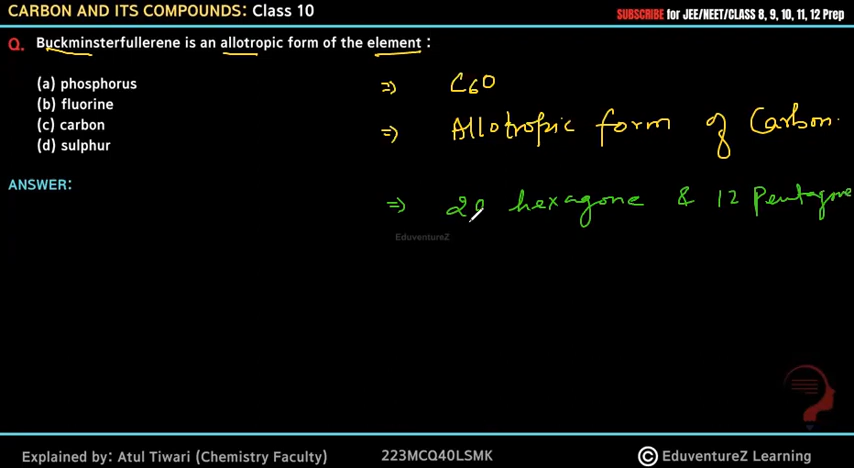 CARBON AND ITS COMPOUNDS: Class 10
SUBSCRIBE for JEE/NEET/CLASS 8, 9, 10, 11, 12 Prep
Q. Buckminsterfullerene is an allotropic form of the element :
(a) phosphorus
(b) fluorine
(c) carbon
(d) sulphur
ANSWER:
⇒ C60
⇒ Allotropic form of Carbon.
⇒ 20 hexagone & 12 Pentagone
EduventureZ
Explained by: Atul Tiwari (Chemistry Faculty)
223MCQ40LSMK
© EduventureZ Learning